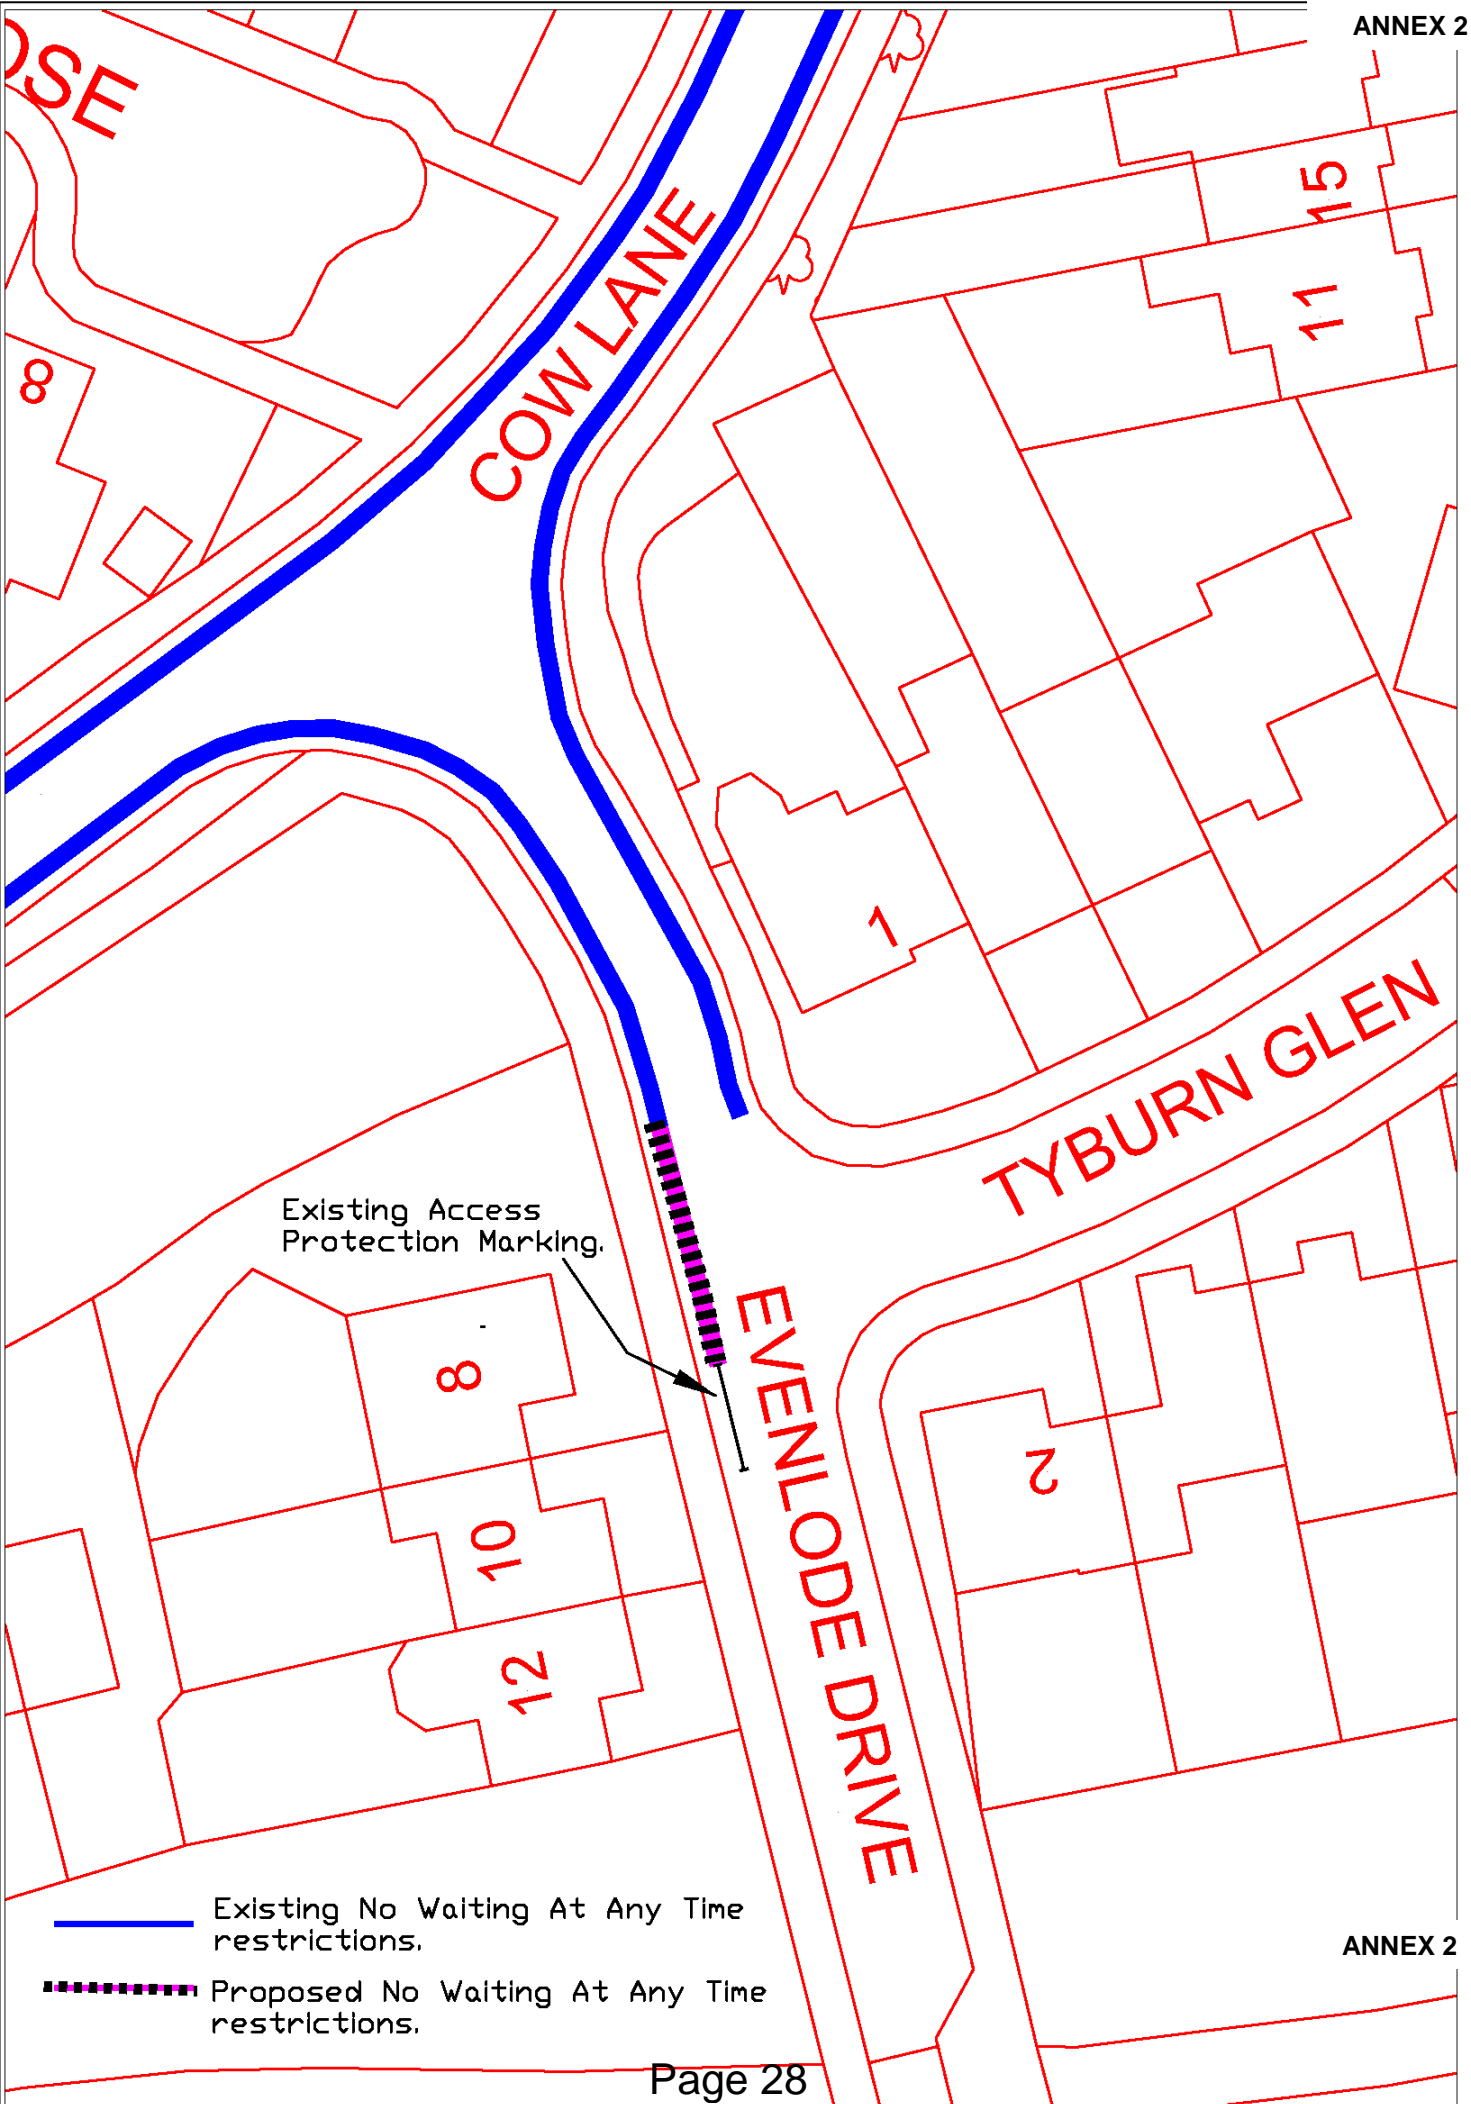 ANNEX 2
OSE
COW LANE
15
11
8
1
TYBURN GLEN
Existing Access
Protection Marking.
EVENLODE DRIVE
8
2
10
12
Existing No Waiting At Any Time
restrictions.
ANNEX 2
Proposed No Waiting At Any Time
restrictions.
Page 28